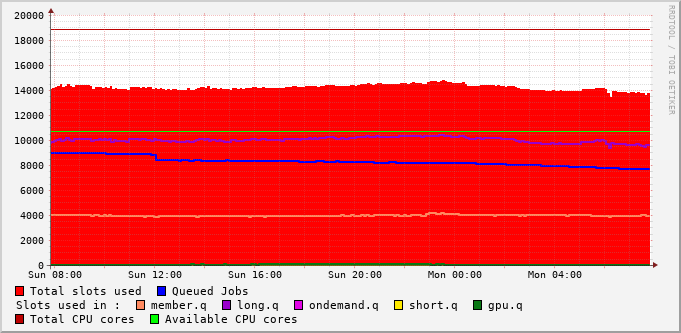 20000
18000
16000
14000
12000
10000
8000
6000
4000
2000
0
Sun 08:00 Sun 12:00 Sun 16:00 Sun 20:00 Mon 00:00 Mon 04:00
RRDTOOL / TOBI OETIKER
Total slots used Queued Jobs
Slots used in : member.q long.q ondemand.q short.q gpu.q
Total CPU cores Available CPU cores